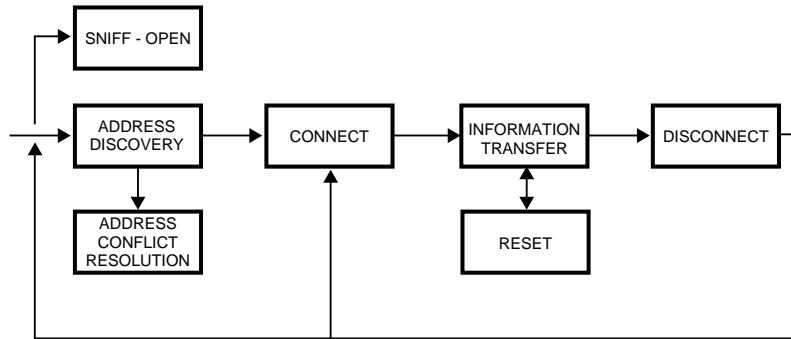 SNIFF - OPEN
ADDRESS
DISCOVERY
CONNECT
INFORMATION
TRANSFER
DISCONNECT
ADDRESS
CONFLICT
RESOLUTION
RESET